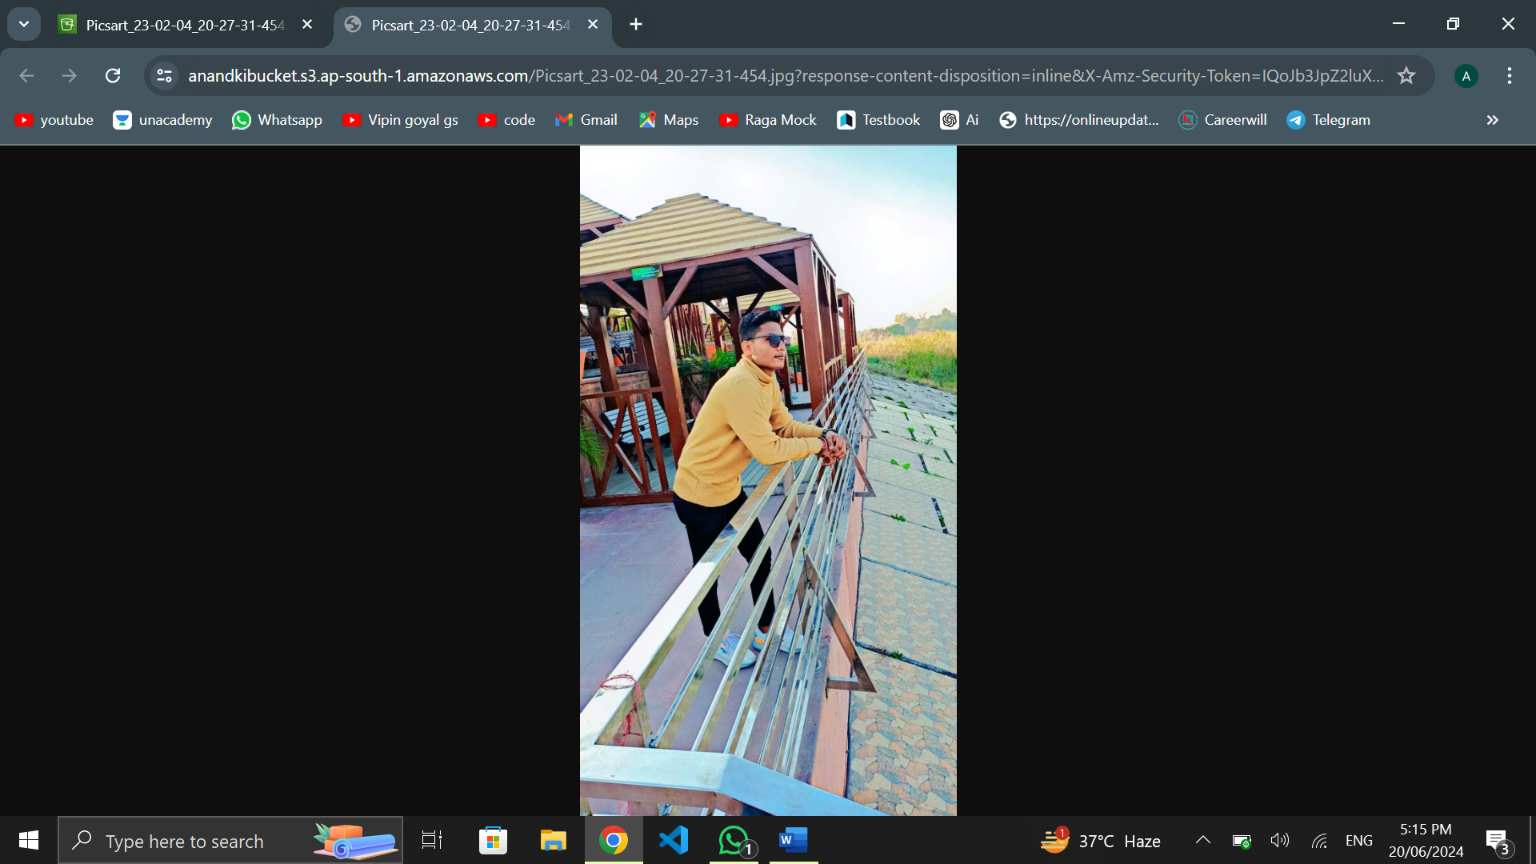 Picsart_23-02-04_20-27-31-454
Picsart_23-02-04_20-27-31-454
anandkibucket.s3.ap-south-1.amazonaws.com/Picsart_23-02-04_20-27-31-454.jpg?response-content-disposition=inline&X-Amz-Security-Token=IQoJb3JpZ2luX...
A
youtube unacademy Whatsapp Vipin goyal gs code Gmail Maps Raga Mock Testbook Ai https://onlineupdat... Careerwill Telegram
Type here to search
1
W
1
37°C Haze
ENG
5:15 PM
20/06/2024
3